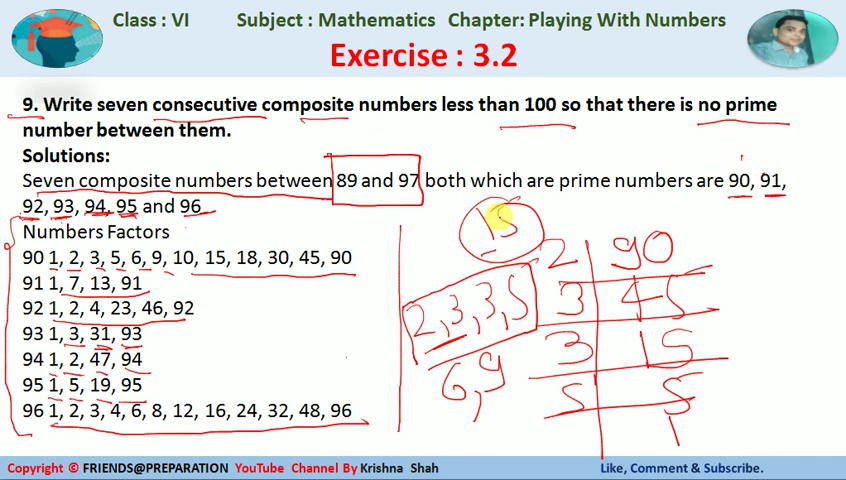 Class : VI Subject : Mathematics Chapter: Playing With Numbers
Exercise : 3.2
9. Write seven consecutive composite numbers less than 100 so that there is no prime
number between them.
Solutions:
Seven composite numbers between 89 and 97 both which are prime numbers are 90, 91,
92, 93, 94, 95 and 96
Numbers Factors
90 1, 2, 3, 5, 6, 9, 10, 15, 18, 30, 45, 90
91 1, 7, 13, 91
92 1, 2, 4, 23, 46, 92
93 1, 3, 31, 93
94 1, 2, 47, 94
95 1, 5, 19, 95
96 1, 2, 3, 4, 6, 8, 12, 16, 24, 32, 48, 96
15
2, 3, 3, 5
6, 9
2 90
3 45
3 15
5 5
1
Copyright © FRIENDS@PREPARATION YouTube Channel By Krishna Shah Like, Comment & Subscribe.